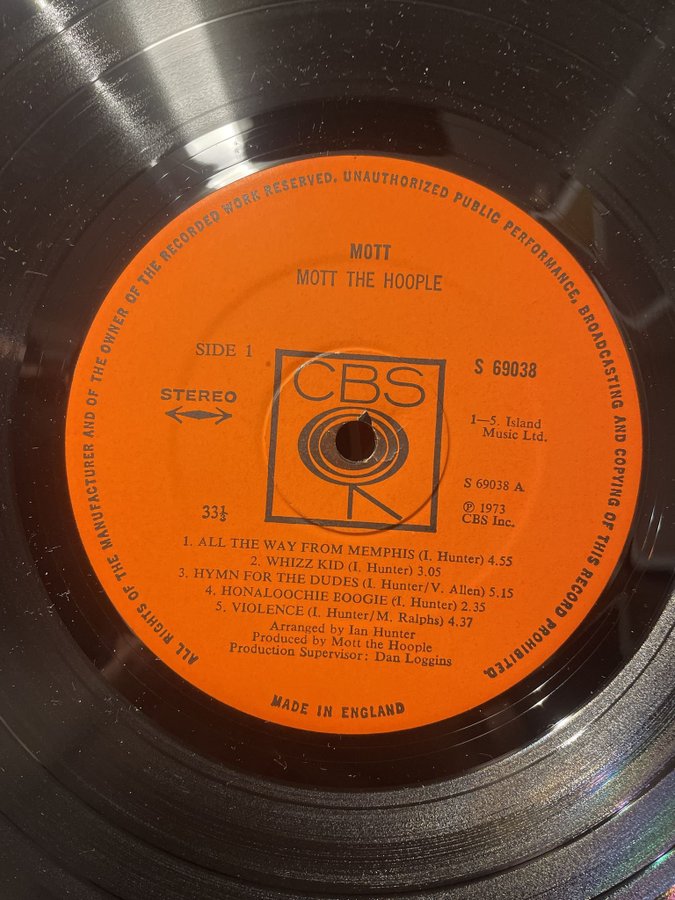 ALL RIGHTS OF THE MANUFACTURER AND OF THE OWNER OF THE RECORDED WORK RESERVED. UNAUTHORIZED PUBLIC PERFORMANCE, BROADCASTING AND COPYING OF THIS RECORD PROHIBITED.
MOTT
MOTT THE HOOPLE
SIDE 1
S 69038
CBS
STEREO
1—5. Island
Music Ltd.
S 69038 A
33⅓
℗ 1973
CBS Inc.
1. ALL THE WAY FROM MEMPHIS (I. Hunter) 4.55
2. WHIZZ KID (I. Hunter) 3.05
3. HYMN FOR THE DUDES (I. Hunter/V. Allen) 5.15
4. HONALOOCHIE BOOGIE (I. Hunter) 2.35
5. VIOLENCE (I. Hunter/M. Ralphs) 4.37
Arranged by Ian Hunter
Produced by Mott the Hoople
Production Supervisor: Dan Loggins
MADE IN ENGLAND